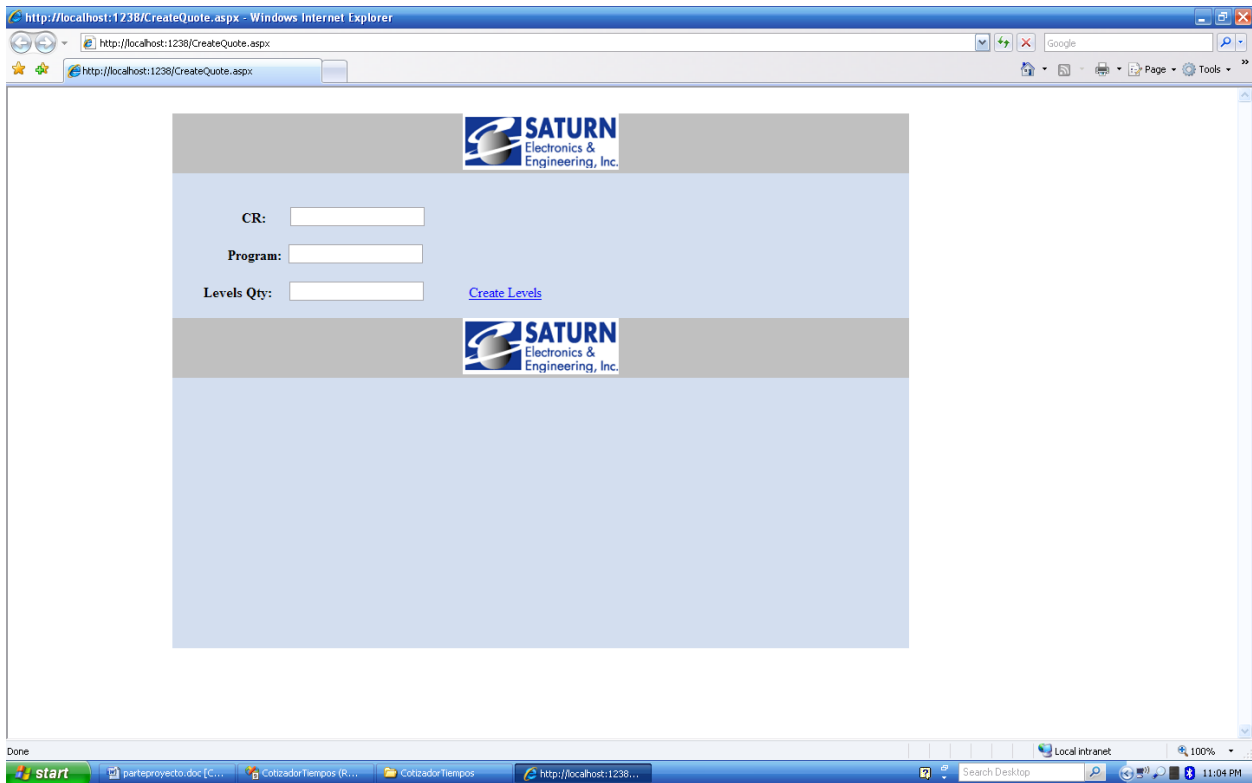 http://localhost:1238/CreateQuote.aspx - Windows Internet Explorer
http://localhost:1238/CreateQuote.aspx
Google
http://localhost:1238/CreateQuote.aspx
Page
Tools
SATURN
Electronics &
Engineering, Inc.
CR:
Program:
Levels Qty:
Create Levels
SATURN
Electronics &
Engineering, Inc.
Done
Local intranet
100%
start
parteproyecto.doc [C...
CotizadorTiempos (R...
CotizadorTiempos
http://localhost:1238...
Search Desktop
11:04 PM